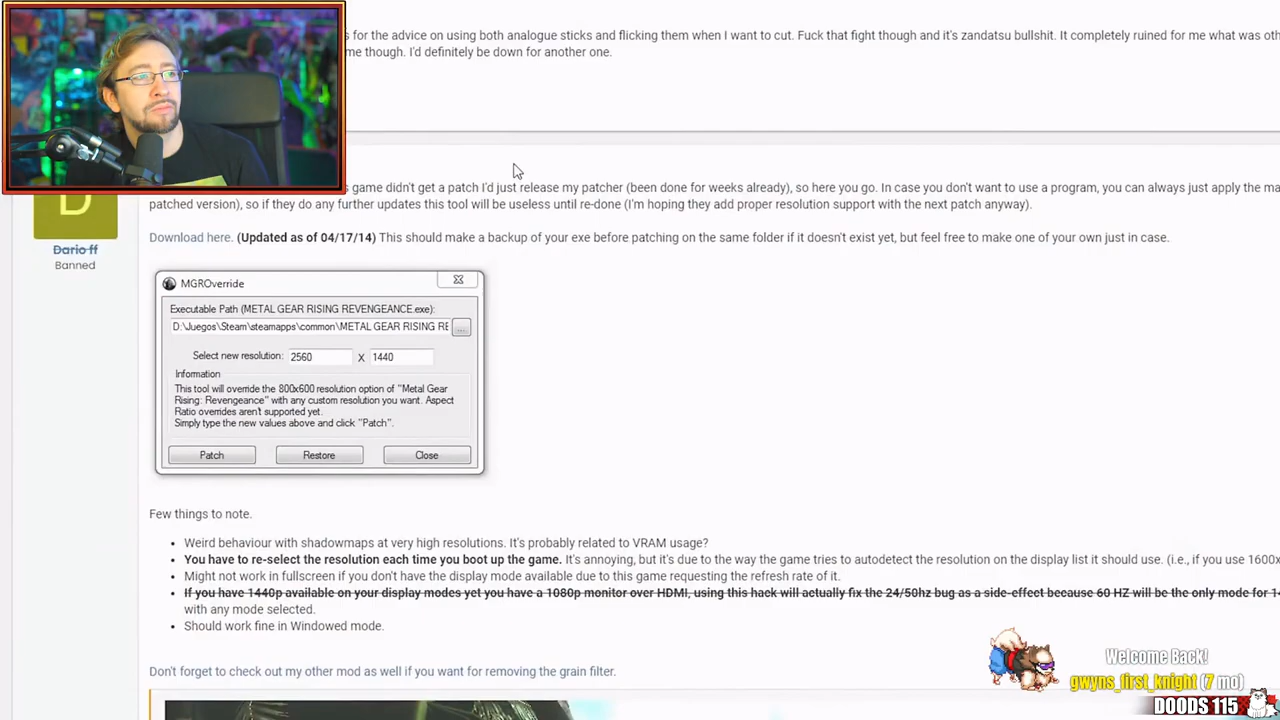 s for the advice on using both analogue sticks and flicking them when I want to cut. Fuck that fight though and it's zandatsu bullshit. It completely ruined for me what was oth
me though. I'd definitely be down for another one.
s game didn't get a patch I'd just release my patcher (been done for weeks already), so here you go. In case you don't want to use a program, you can always just apply the ma
patched version), so if they do any further updates this tool will be useless until re-done (I'm hoping they add proper resolution support with the next patch anyway).
D
Dario ff
Banned
Download here. (Updated as of 04/17/14) This should make a backup of your exe before patching on the same folder if it doesn't exist yet, but feel free to make one of your own just in case.
MGROverride
Executable Path (METAL GEAR RISING REVENGEANCE.exe):
D:\Juegos\Steam\steamapps\common\METAL GEAR RISING RE ...
Select new resolution: 2560 X 1440
Information
This tool will override the 800x600 resolution option of "Metal Gear
Rising: Revengeance" with any custom resolution you want. Aspect
Ratio overrides aren't supported yet.
Simply type the new values above and click "Patch".
Patch Restore Close
Few things to note.
• Weird behaviour with shadowmaps at very high resolutions. It's probably related to VRAM usage?
• You have to re-select the resolution each time you boot up the game. It's annoying, but it's due to the way the game tries to autodetect the resolution on the display list it should use. (i.e., if you use 1600x
• Might not work in fullscreen if you don't have the display mode available due to this game requesting the refresh rate of it.
• If you have 1440p available on your display modes yet you have a 1080p monitor over HDMI, using this hack will actually fix the 24/50hz bug as a side-effect because 60 HZ will be the only mode for 14
with any mode selected.
• Should work fine in Windowed mode.
Don't forget to check out my other mod as well if you want for removing the grain filter.
Welcome Back!
gwyns_first_knight (7 mo)
DOODS 115